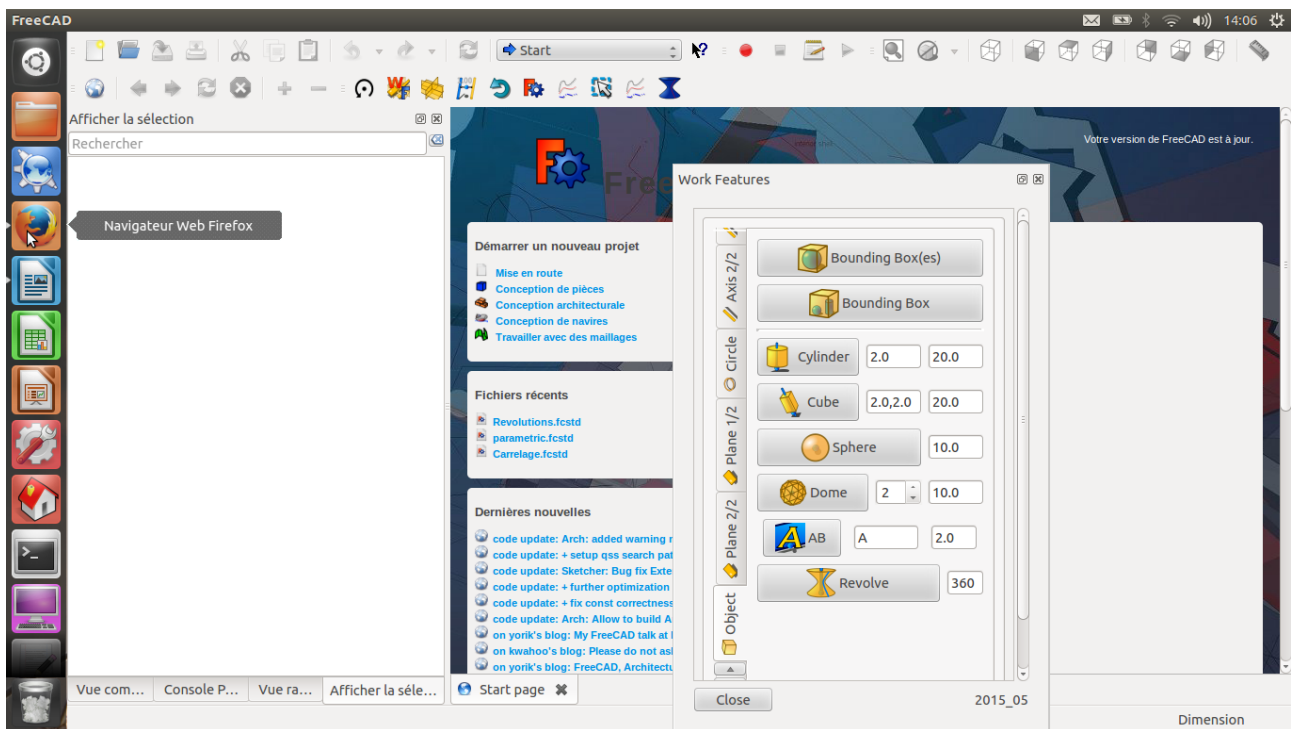 FreeCAD
14:06
Start
Afficher la sélection
Rechercher
Navigateur Web Firefox
Vue com...
Console P...
Vue ra...
Afficher la séle...
Votre version de FreeCAD est à jour.
Free
Démarrer un nouveau projet
Mise en route
Conception de pièces
Conception architecturale
Conception de navires
Travailler avec des maillages
Fichiers récents
Revolutions.fcstd
parametric.fcstd
Carrelage.fcstd
Dernières nouvelles
code update: Arch: added warning
code update: + setup qss search pat
code update: Sketcher: Bug fix Exte
code update: + further optimization
code update: + fix const correctness
code update: Arch: Allow to build A
on yorik's blog: My FreeCAD talk at
on kwahoo's blog: Please do not asl
on yorik's blog: FreeCAD, Architectu
Start page
Work Features
Axis 2/2
Circle
Plane 1/2
Plane 2/2
Object
Bounding Box(es)
Bounding Box
Cylinder 2.0 20.0
Cube 2.0,2.0 20.0
Sphere 10.0
Dome 2 10.0
AB A 2.0
Revolve 360
Close 2015_05
Dimension